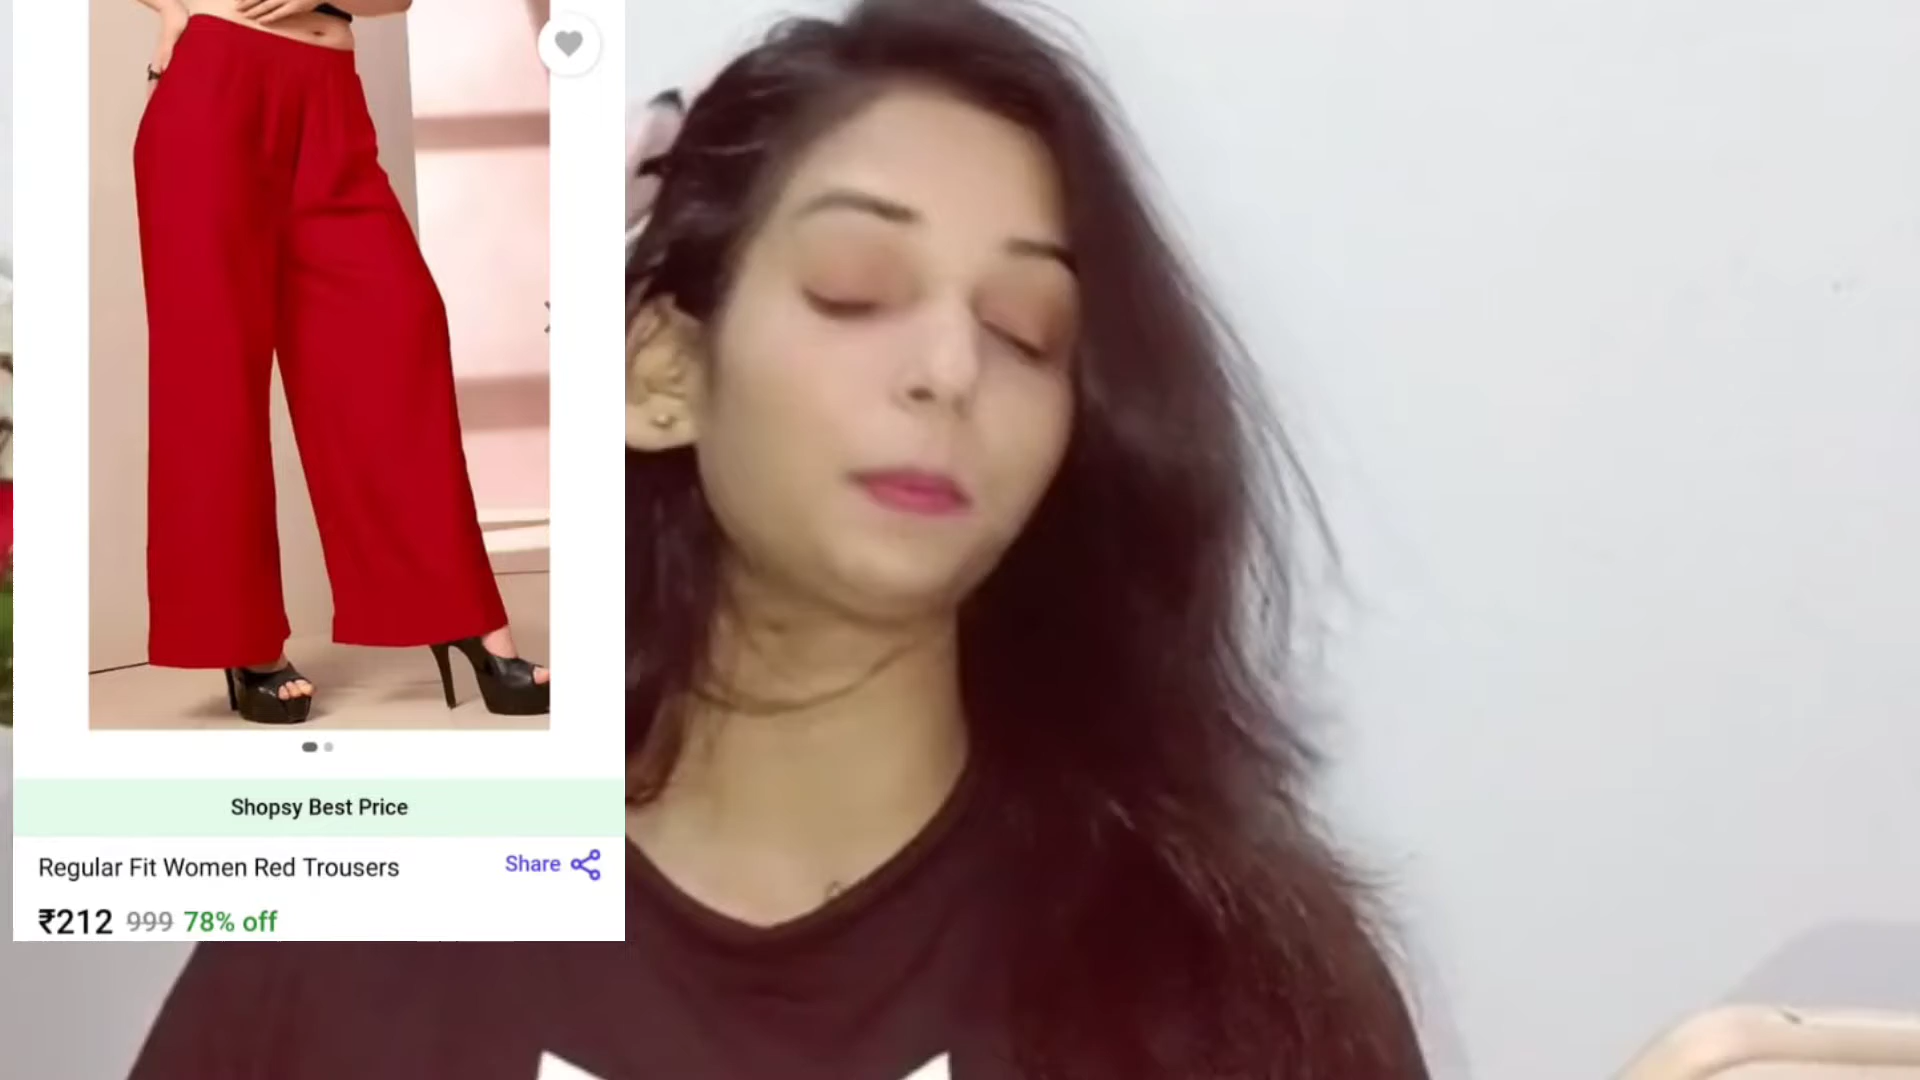 Shopsy Best Price
Regular Fit Women Red Trousers
Share
₹212 999 78% off